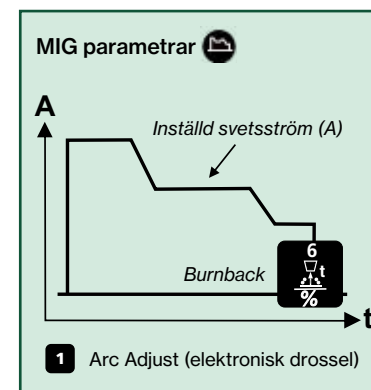 MIG parametrar
A
Inställd svetsström (A)
6
t
Burnback
%
t
1 Arc Adjust (elektronisk drossel)